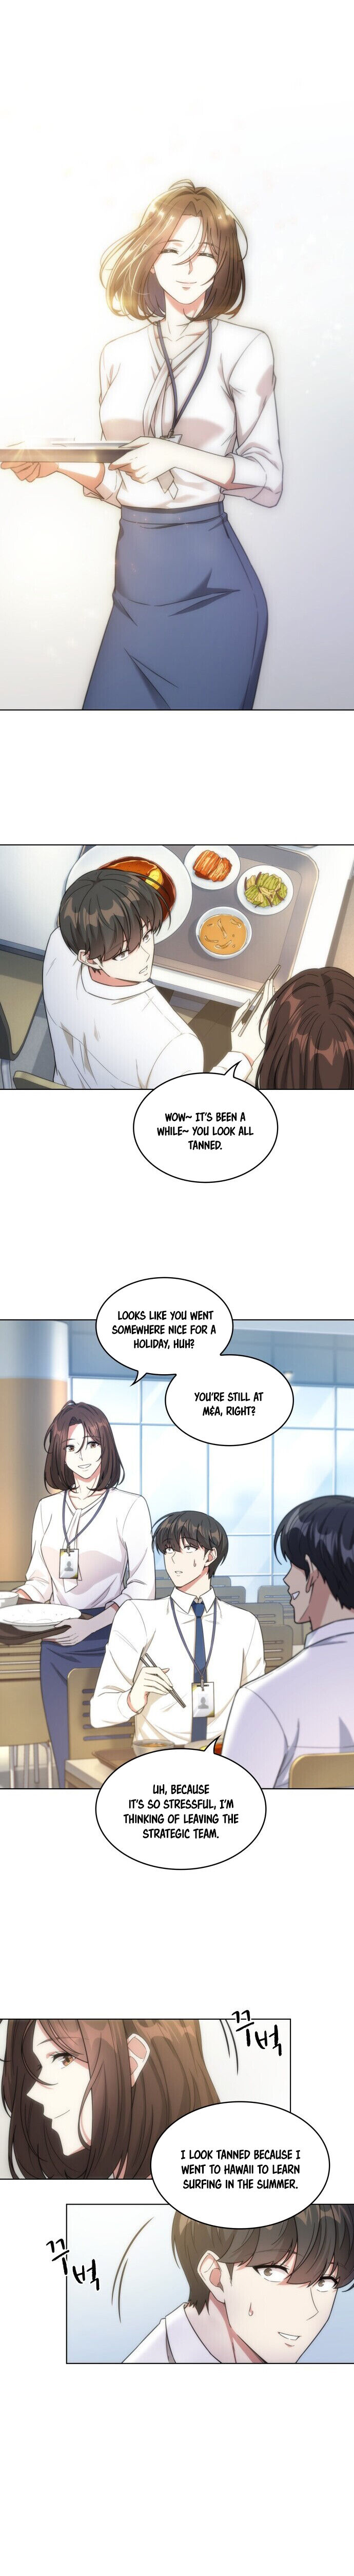 WOW~ IT'S BEEN A
WHILE~ YOU LOOK ALL
TANNED.
LOOKS LIKE YOU WENT
SOMEWHERE NICE FOR A
HOLIDAY, HUH?
YOU'RE STILL AT
M&A, RIGHT?
UH, BECAUSE
IT'S SO STRESSFUL, I'M
THINKING OF LEAVING THE
STRATEGIC TEAM.
꾸벅
I LOOK TANNED BECAUSE I
WENT TO HAWAII TO LEARN
SURFING IN THE SUMMER.
꾸벅